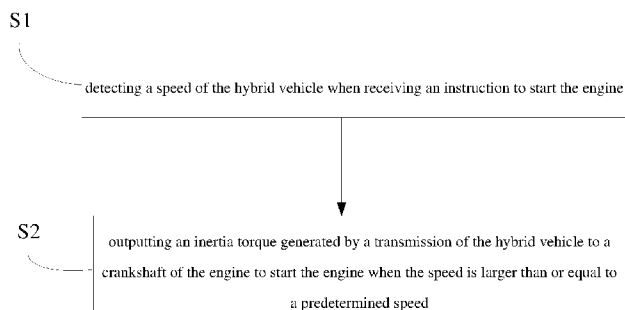 S1
detecting a speed of the hybrid vehicle when receiving an instruction to start the engine
S2
outputting an inertia torque generated by a transmission of the hybrid vehicle to a
crankshaft of the engine to start the engine when the speed is larger than or equal to
a predetermined speed